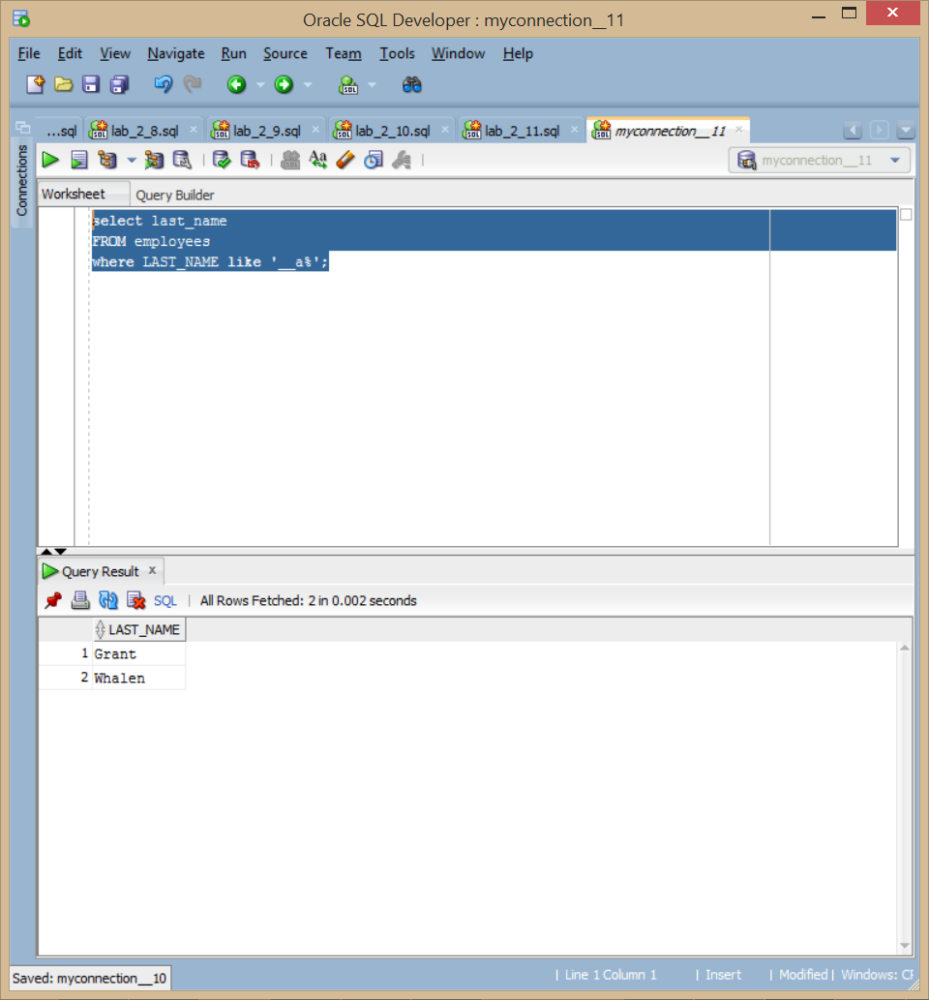 Oracle SQL Developer : myconnection__11
File Edit View Navigate Run Source Team Tools Window Help
...sql lab_2_8.sql lab_2_9.sql lab_2_10.sql lab_2_11.sql myconnection__11
Connections
myconnection__11
Worksheet Query Builder
select last_name
FROM employees
where LAST_NAME like '__a%';
Query Result
SQL | All Rows Fetched: 2 in 0.002 seconds
LAST_NAME
1 Grant
2 Whalen
Saved: myconnection__10 | Line 1 Column 1 | Insert | Modified | Windows: